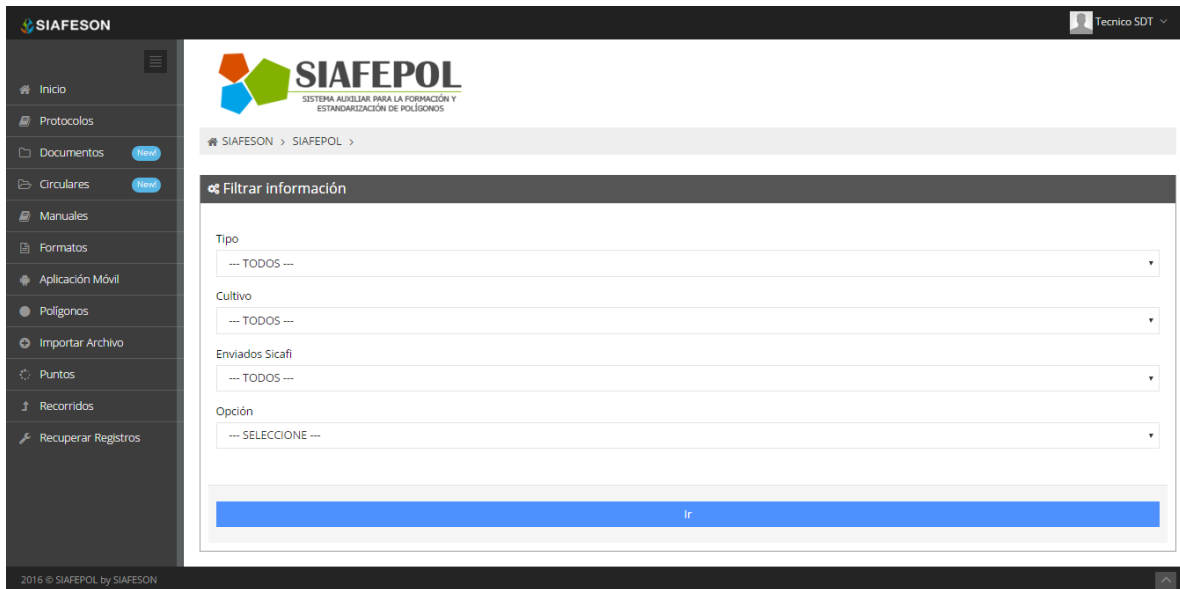 SIAFESON
Tecnico SDT
Inicio
Protocolos
Documentos New!
Circulares New!
Manuales
Formatos
Aplicación Móvil
Polígonos
Importar Archivo
Puntos
Recorridos
Recuperar Registros
SIAFEPOL
SISTEMA AUXILIAR PARA LA FORMACIÓN Y
ESTANDARIZACIÓN DE POLÍGONOS
SIAFESON > SIAFEPOL >
Filtrar información
Tipo
--- TODOS ---
Cultivo
--- TODOS ---
Enviados Sicafi
--- TODOS ---
Opción
--- SELECCIONE ---
Ir
2016 © SIAFEPOL by SIAFESON